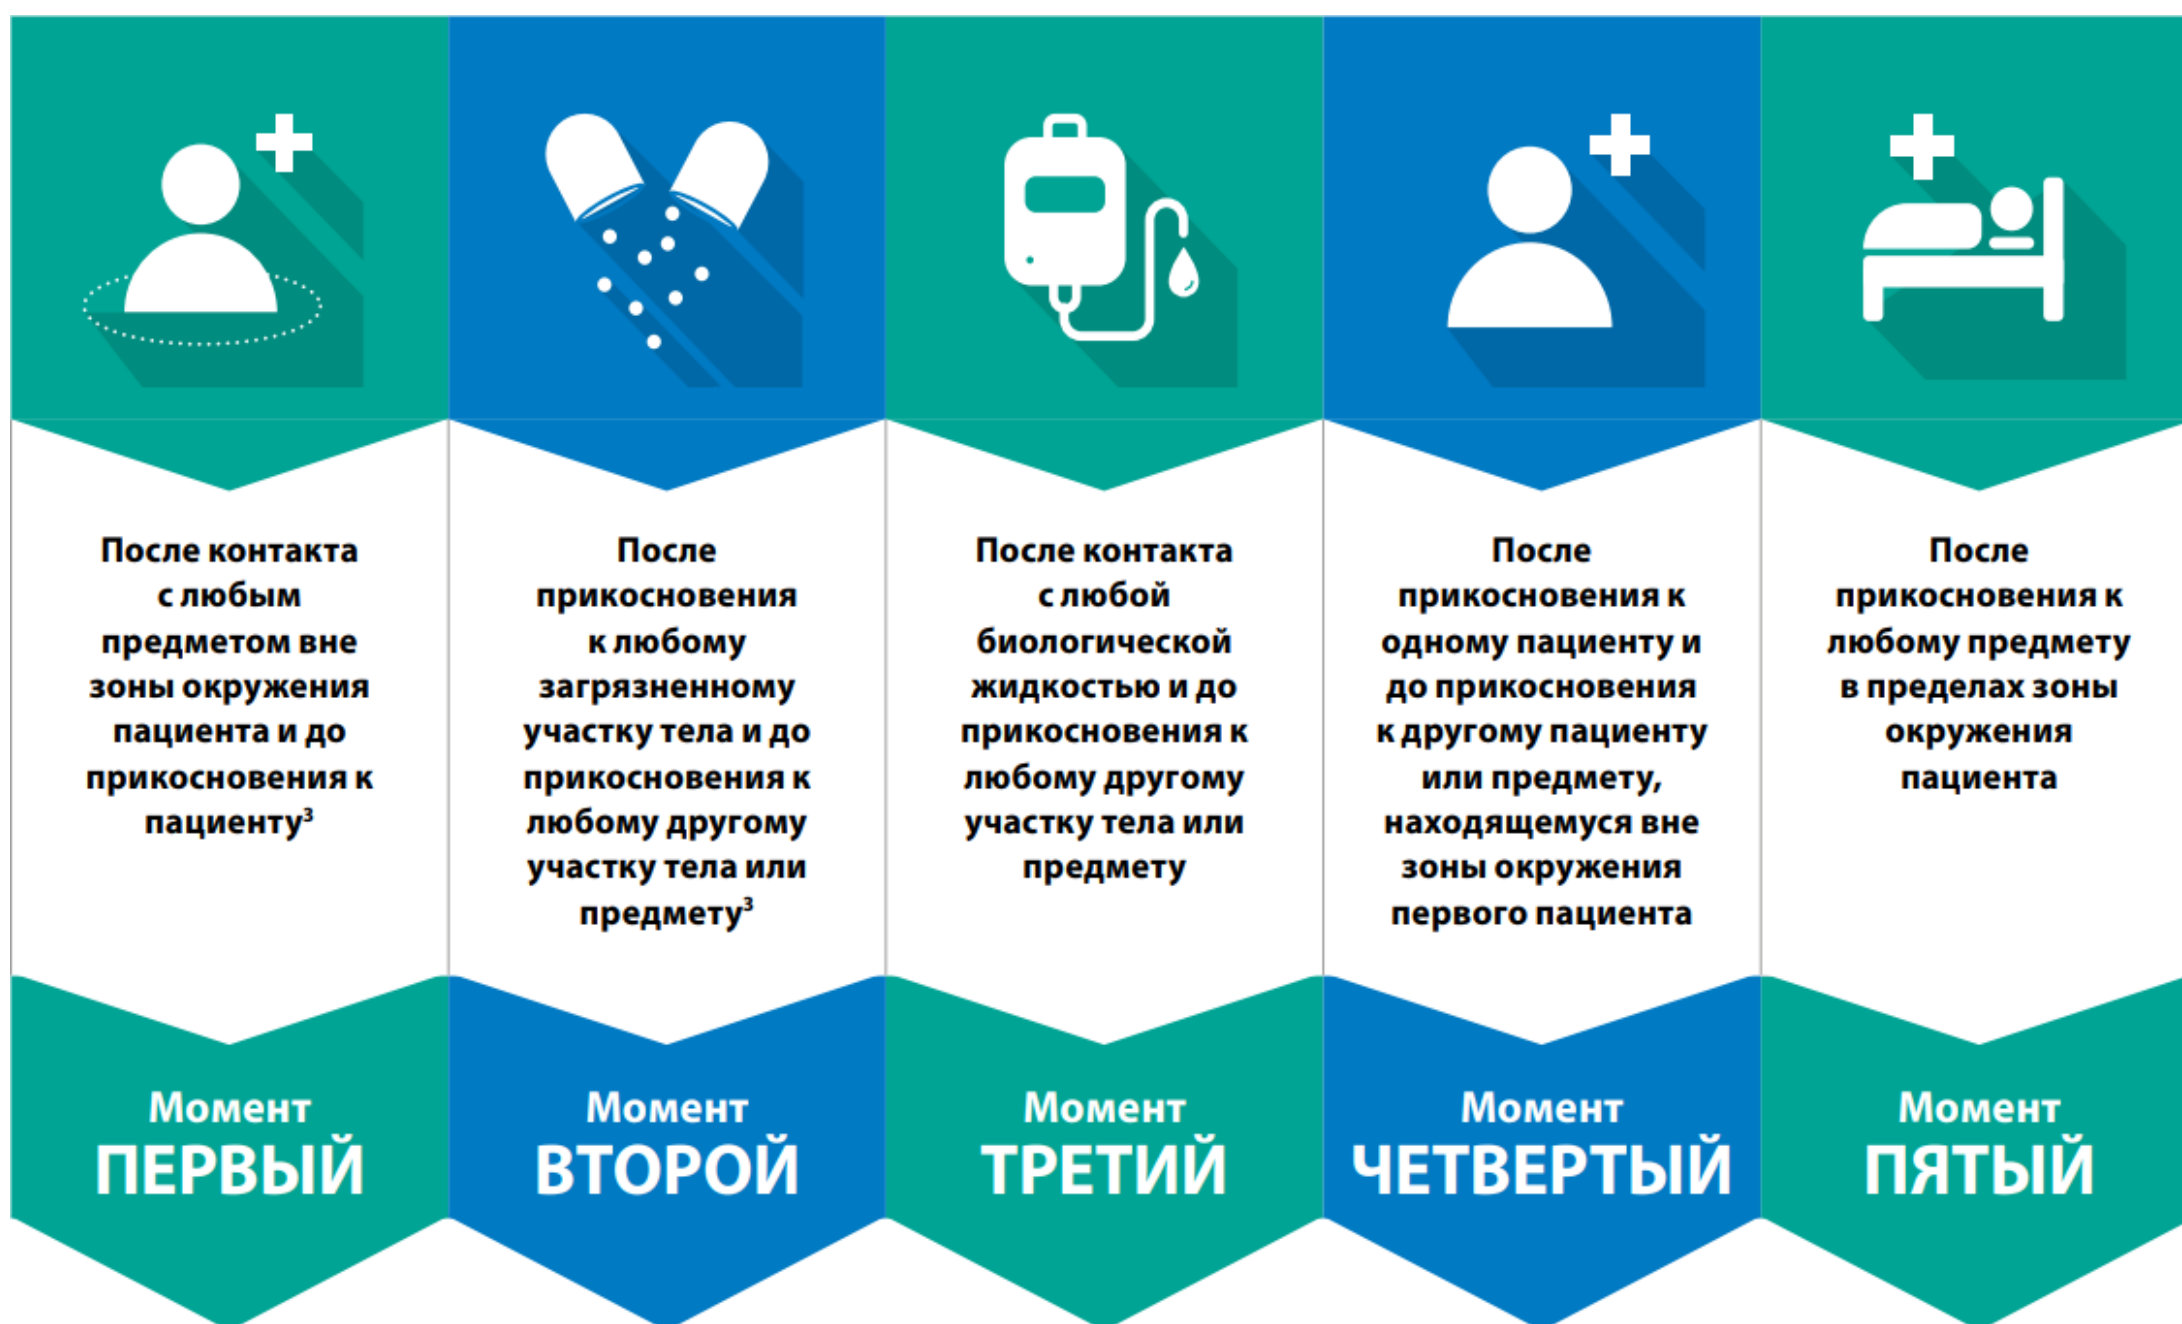 После контакта
с любым
предметом вне
зоны окружения
пациента и до
прикосновения к
пациенту³
После
прикосновения
к любому
загрязненному
участку тела и до
прикосновения к
любому другому
участку тела или
предмету³
После контакта
с любой
биологической
жидкостью и до
прикосновения к
любому другому
участку тела или
предмету
После
прикосновения к
одному пациенту и
до прикосновения
к другому пациенту
или предмету,
находящемуся вне
зоны окружения
первого пациента
После
прикосновения к
любому предмету
в пределах зоны
окружения
пациента
Момент
ПЕРВЫЙ
Момент
ВТОРОЙ
Момент
ТРЕТИЙ
Момент
ЧЕТВЕРТЫЙ
Момент
ПЯТЫЙ